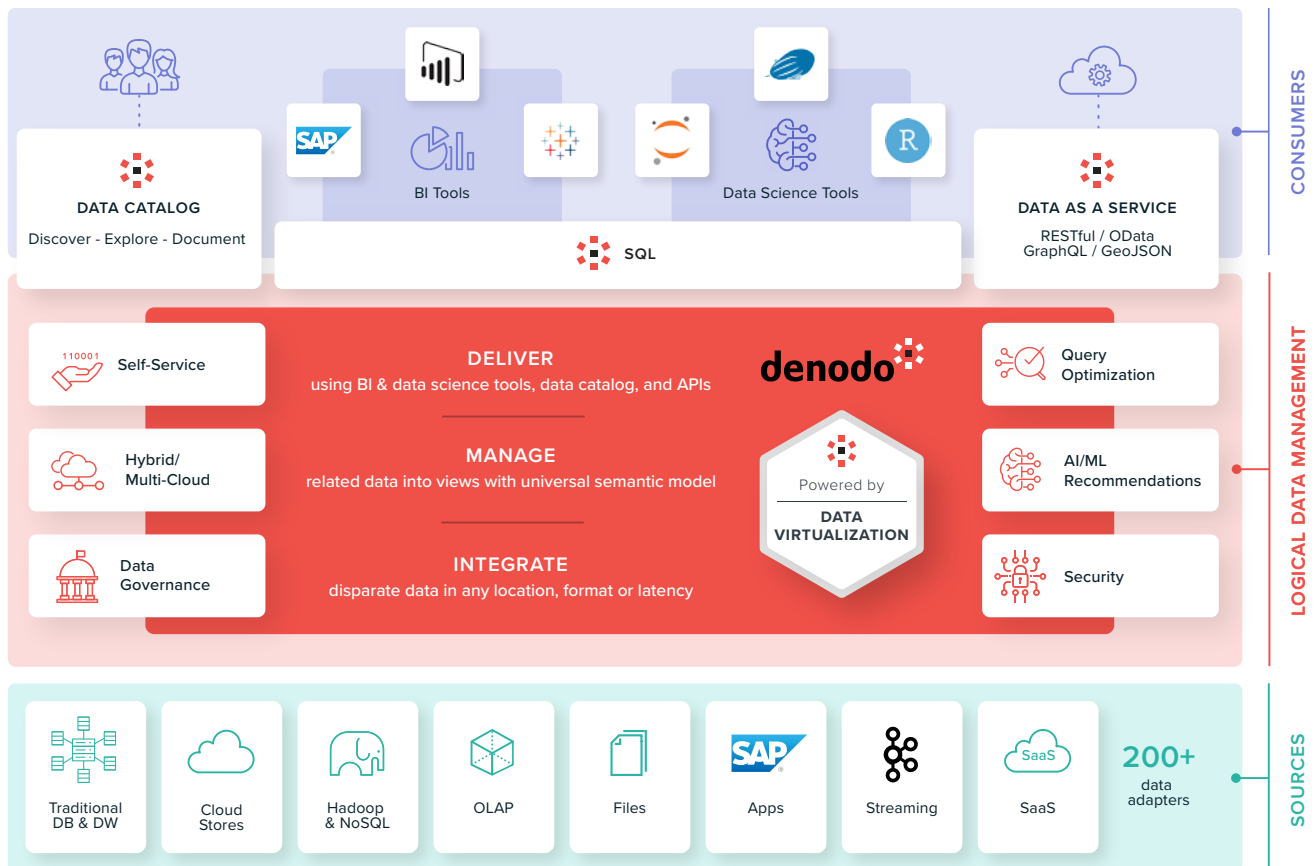 SAP
BI Tools
Data Science Tools
R
DATA CATALOG
Discover - Explore - Document
SQL
DATA AS A SERVICE
RESTful / OData
GraphQL / GeoJSON
CONSUMERS
110001
Self-Service
Hybrid/
Multi-Cloud
Data
Governance
DELIVER
using BI & data science tools, data catalog, and APIs
MANAGE
related data into views with universal semantic model
INTEGRATE
disparate data in any location, format or latency
denodo
Powered by
DATA
VIRTUALIZATION
Query
Optimization
AI/ML
Recommendations
Security
LOGICAL DATA MANAGEMENT
Traditional
DB & DW
Cloud
Stores
Hadoop
& NoSQL
OLAP
Files
SAP
Apps
Streaming
SaaS
SaaS
200+
data
adapters
SOURCES